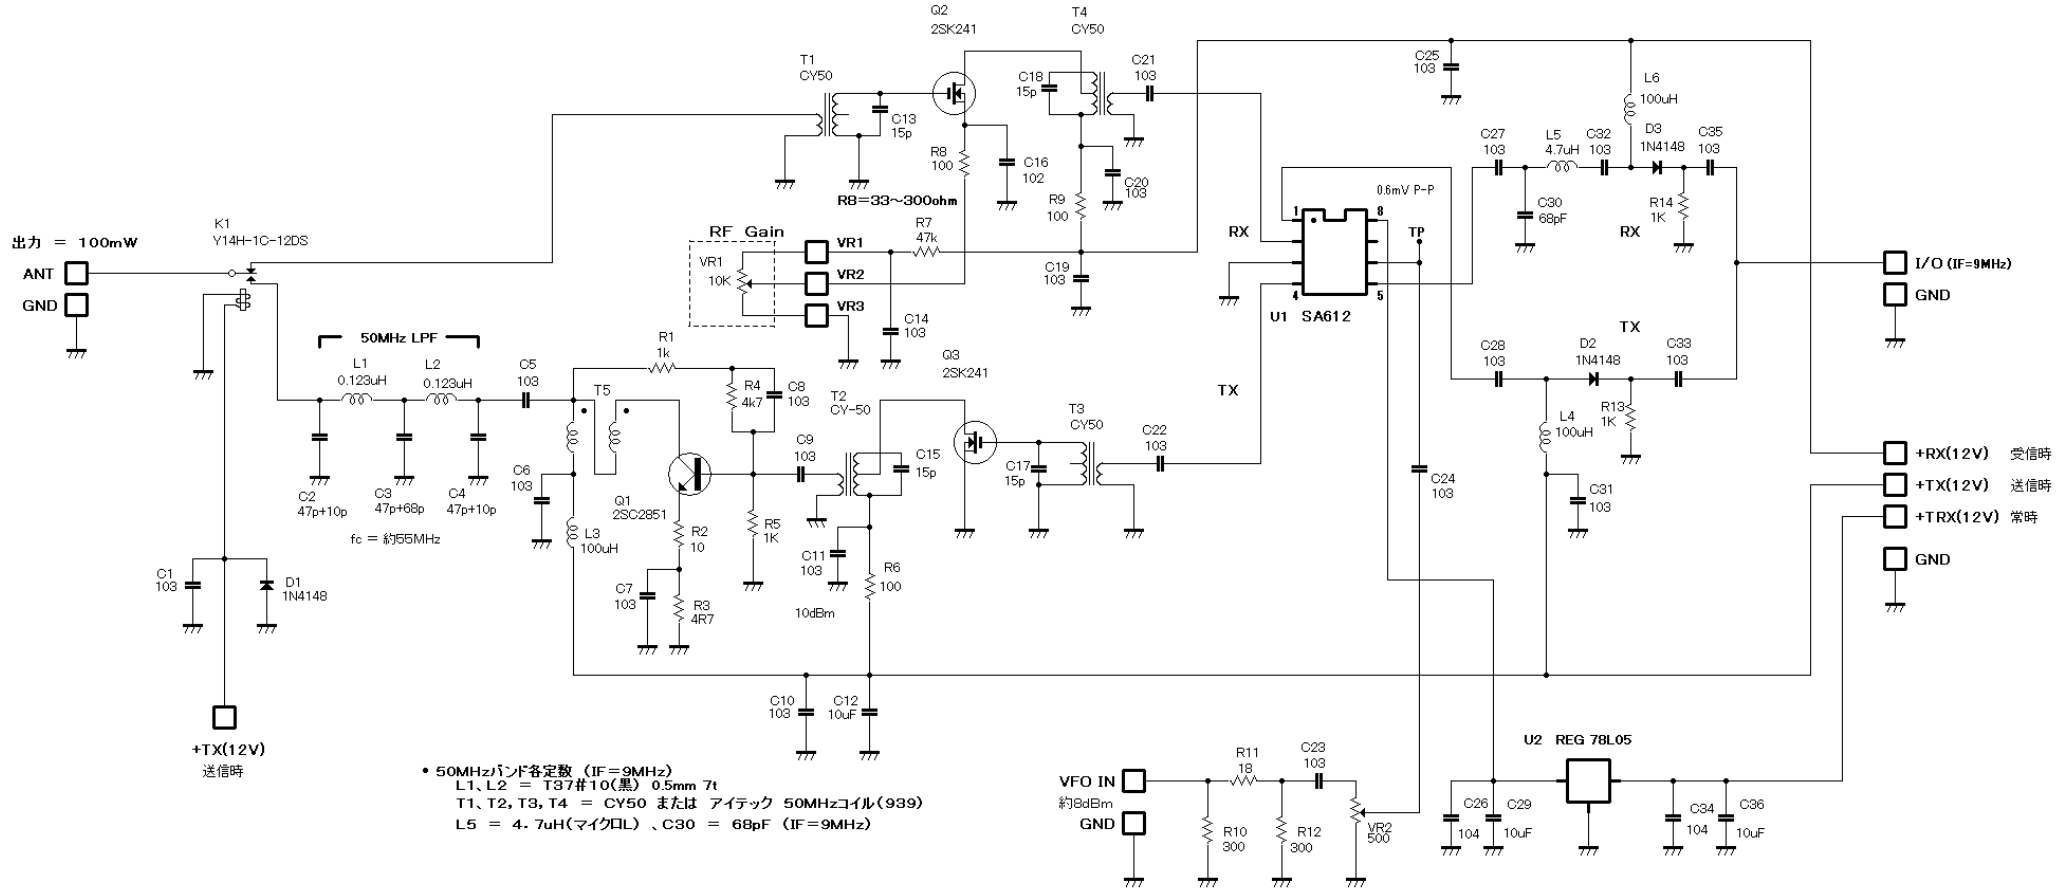 Q2
2SK241
T4
CY50
T1
CY50
C18
15p
C21
103
C25
103
L6
100uH
C13
15p
R8
100
C16
102
C20
103
R9
100
R8=33~300ohm
D3
1N4148
C27
103
L5
4.7uH
C32
103
C35
103
C30
68pF
R14
1K
RX
0.6mV P-P
1
8
4
5
TP
RX
U1 SA612
K1
Y14H-1C-12DS
出力 = 100mW
ANT
GND
RF Gain
VR1
10K
VR1
VR2
VR3
R7
47k
C14
103
C19
103
I/O (IF=9MHz)
GND
50MHz LPF
L1
0.123uH
L2
0.123uH
C5
103
R1
1k
T5
R4
4k7
C8
103
T2
CY-50
Q3
2SK241
TX
TX
C28
103
D2
1N4148
C33
103
R13
1K
L4
100uH
C31
103
T3
CY50
C22
103
C9
103
C15
15p
C17
15p
C6
103
Q1
2SC2851
C2
47p+10p
C3
47p+68p
C4
47p+10p
fc = 約55MHz
L3
100uH
R2
10
R5
1K
C11
103
R6
100
C24
103
+RX(12V) 受信時
+TX(12V) 送信時
+TRX(12V) 常時
GND
C1
103
D1
1N4148
C7
103
R3
4R7
10dBm
C10
103
C12
10uF
+TX(12V)
送信時
• 50MHzバンド各定数 (IF=9MHz)
L1、L2 = T37#10(黒) 0.5mm 7t
T1、T2,T3,T4 = CY50 または アイテック 50MHzコイル(939)
L5 = 4.7uH(マイクロL) 、C30 = 68pF (IF=9MHz)
VFO IN
約8dBm
GND
R11
18
C23
103
R10
300
R12
300
VR2
500
U2 REG 78L05
C26
104
C29
10uF
C34
104
C36
10uF